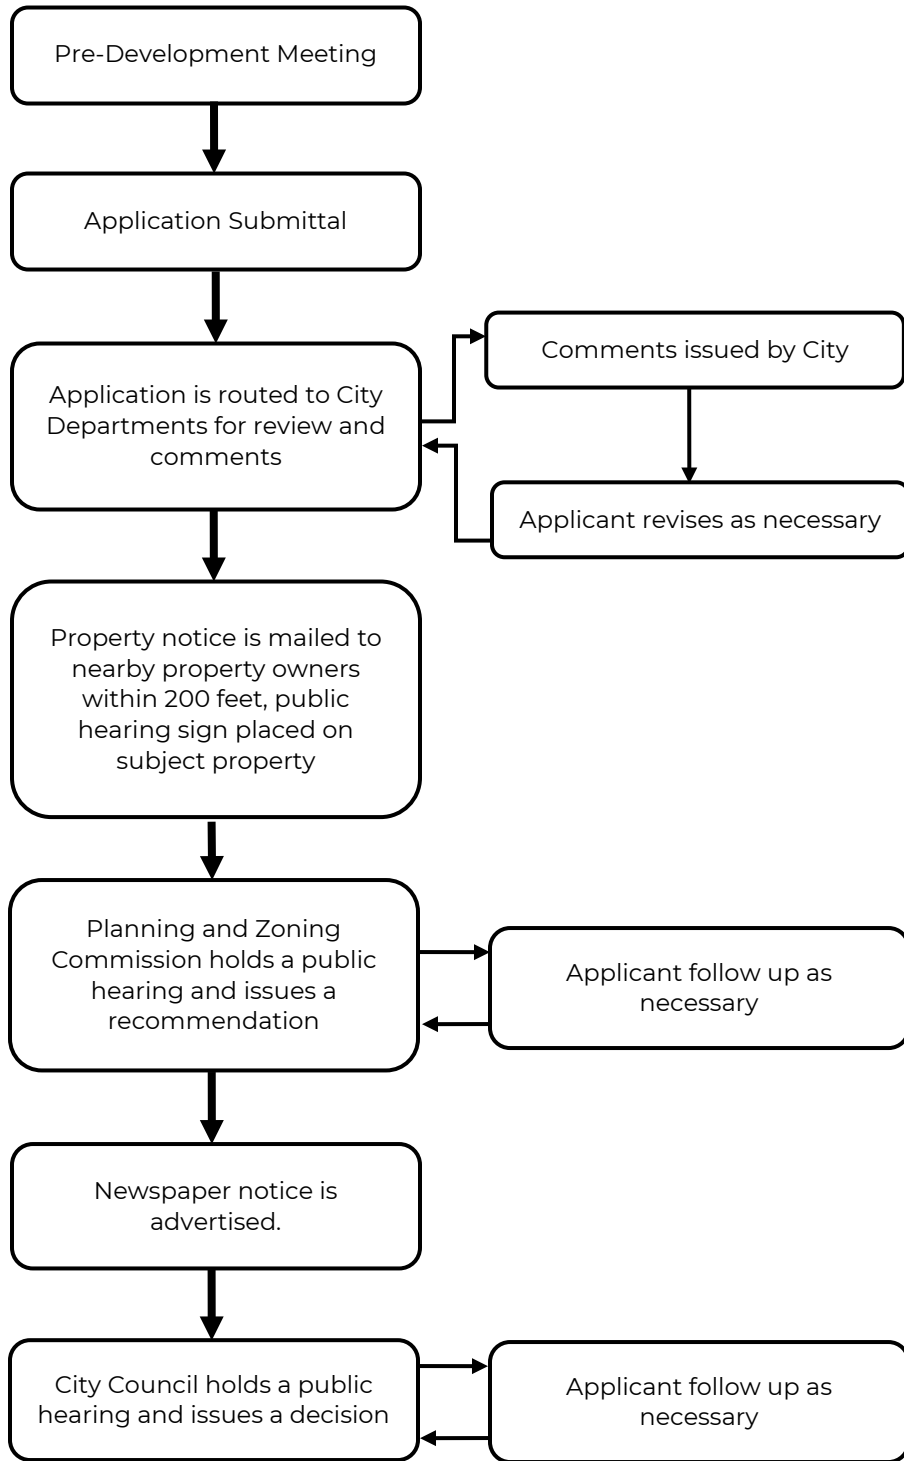 Pre-Development Meeting
Application Submittal
Application is routed to City
Departments for review and
comments
Comments issued by City
Applicant revises as necessary
Property notice is mailed to
nearby property owners
within 200 feet, public
hearing sign placed on
subject property
Planning and Zoning
Commission holds a public
hearing and issues a
recommendation
Applicant follow up as
necessary
Newspaper notice is
advertised.
City Council holds a public
hearing and issues a decision
Applicant follow up as
necessary